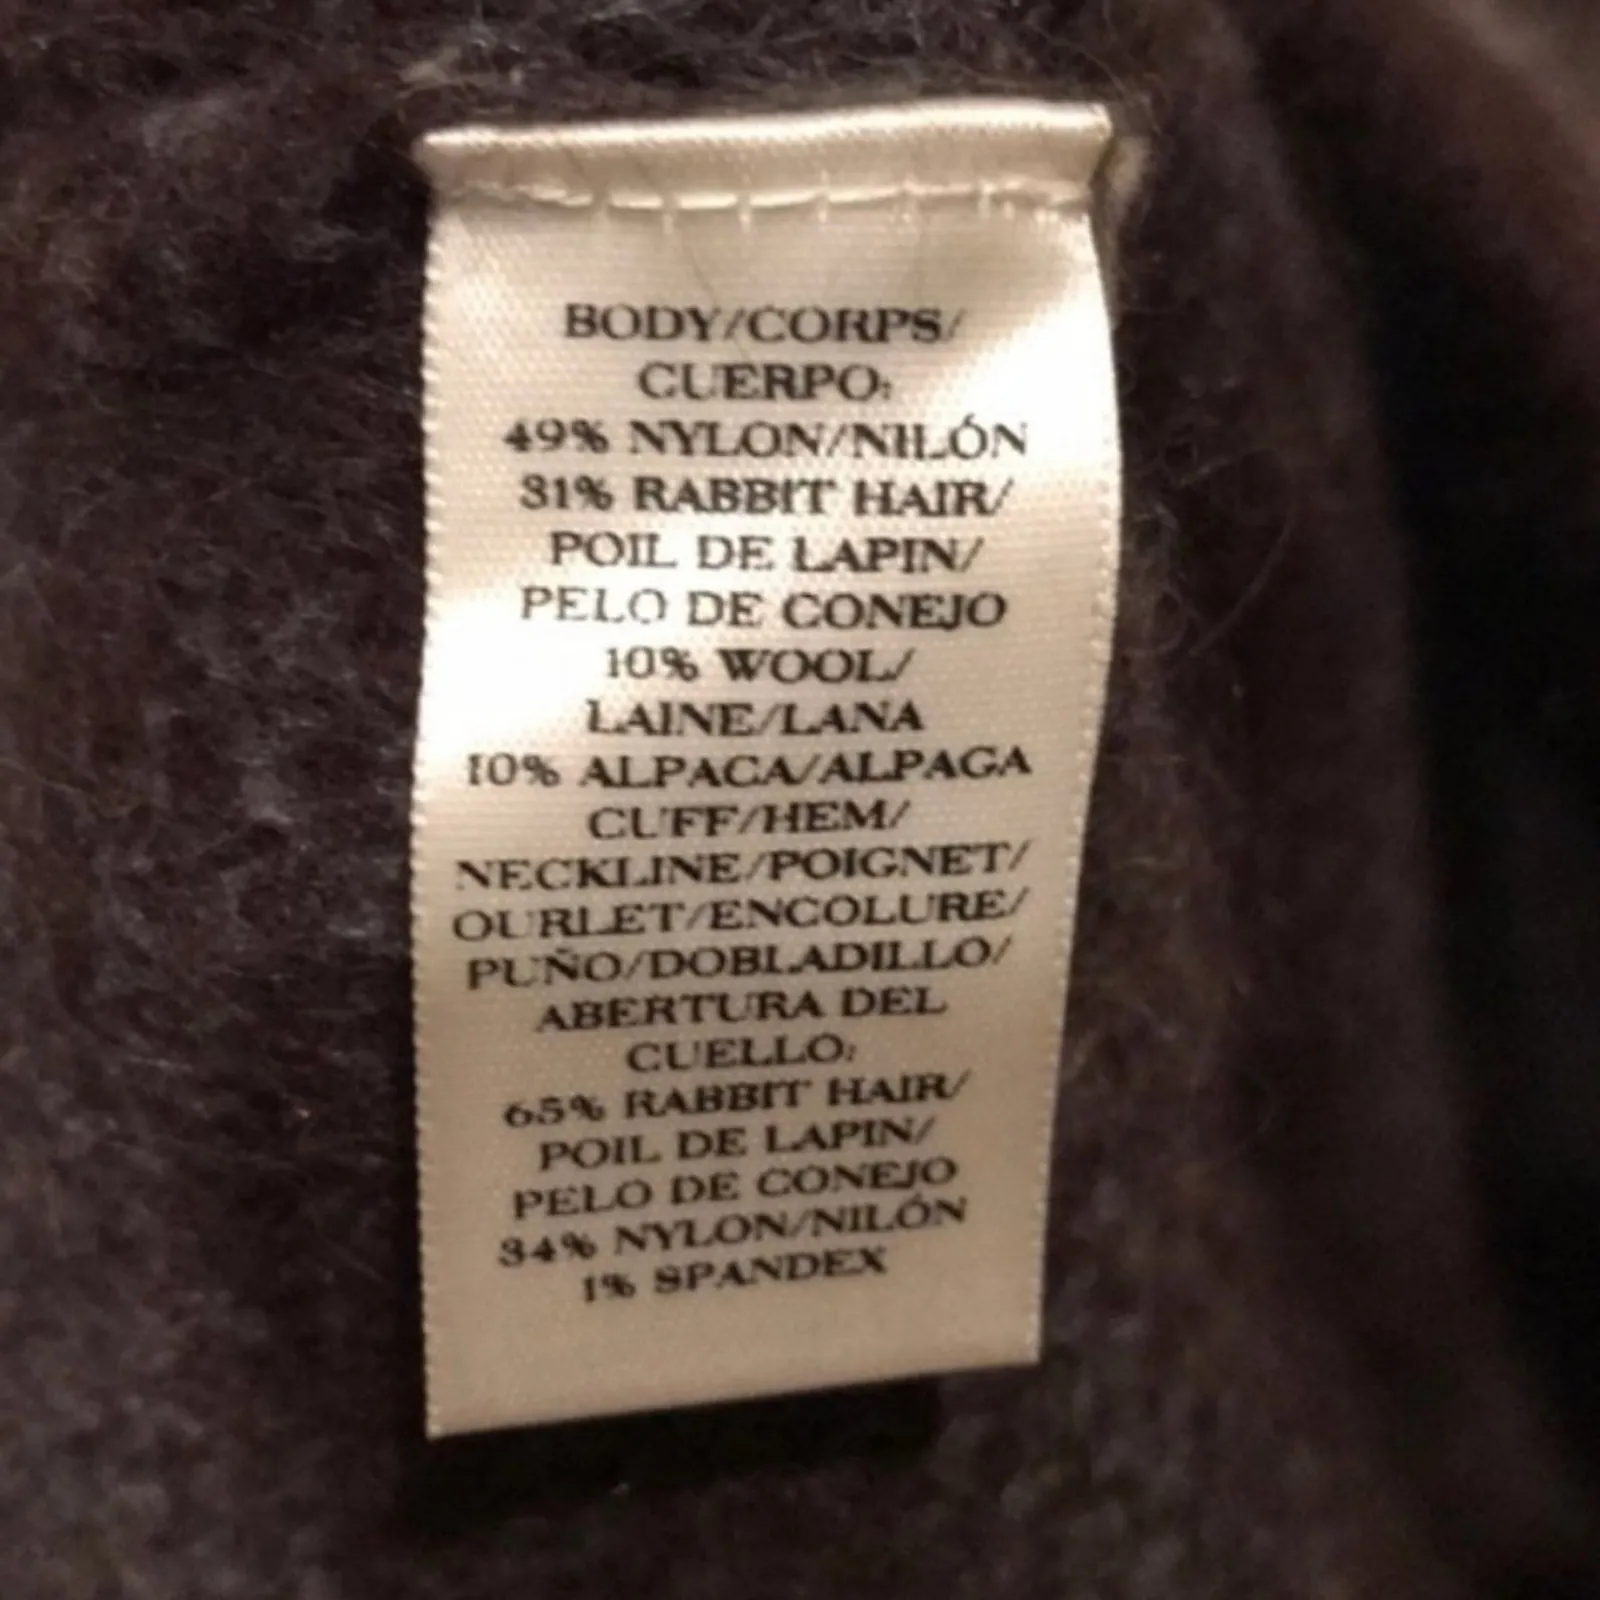 BODY/CORPS/
CUERPO:
49% NYLON/NILÓN
31% RABBIT HAIR/
POIL DE LAPIN/
PELO DE CONEJO
10% WOOL/
LAINE/LANA
10% ALPACA/ALPAGA
CUFF/HEM/
NECKLINE/POIGNET/
OURLET/ENCOLURE/
PUÑO/DOBLADILLO/
ABERTURA DEL
CUELLO:
65% RABBIT HAIR/
POIL DE LAPIN/
PELO DE CONEJO
34% NYLON/NILÓN
1% SPANDEX